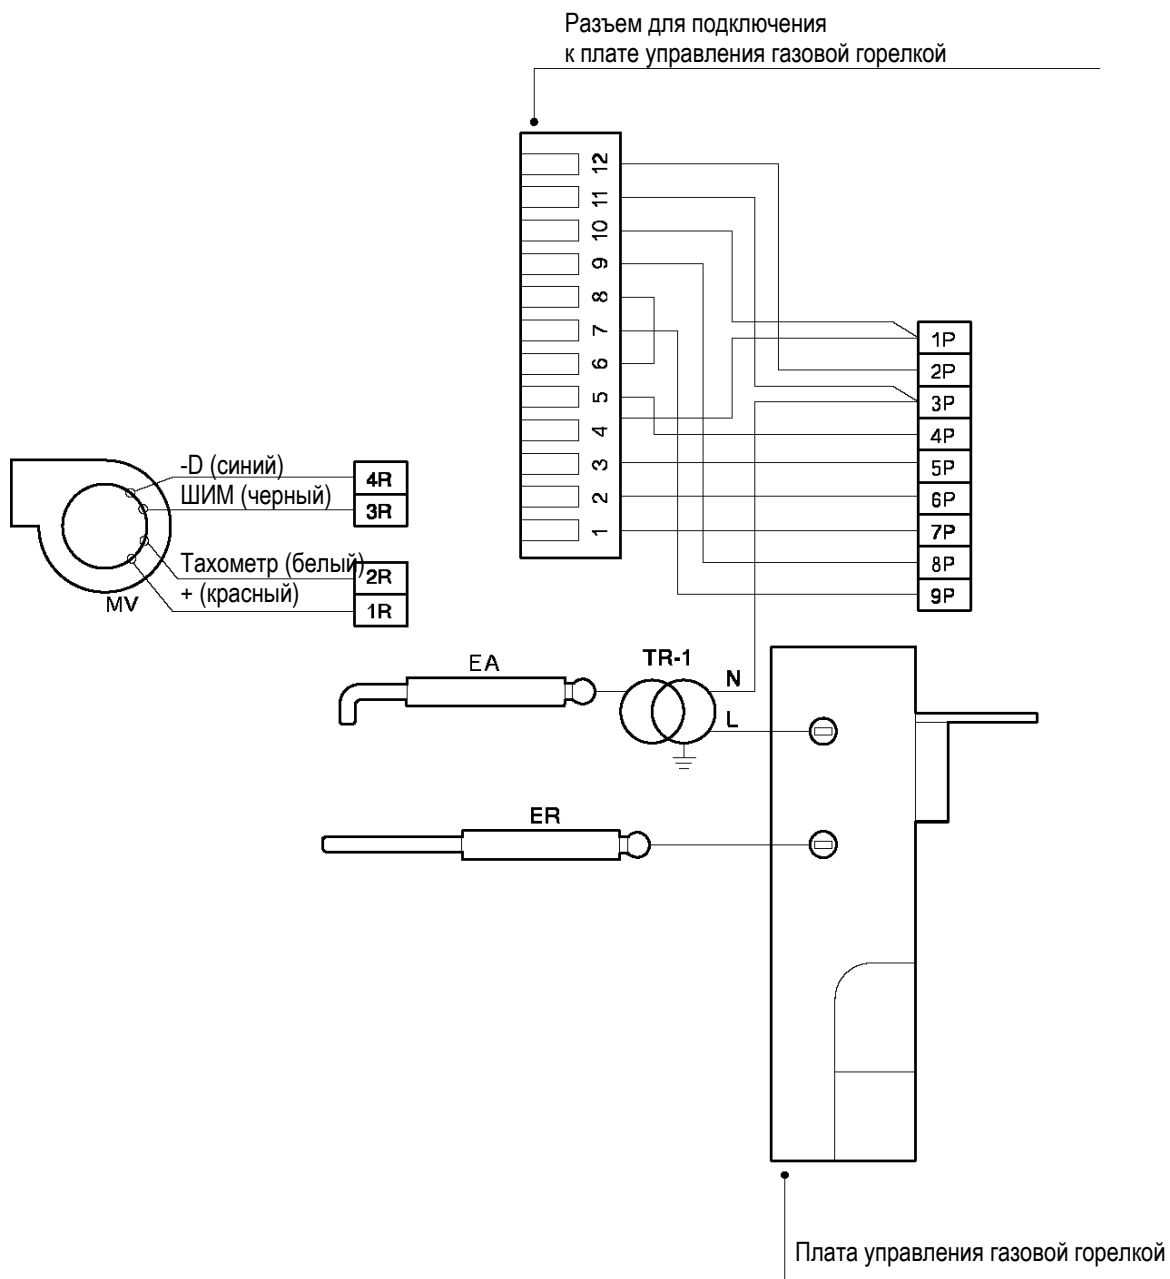 Разъем для подключения
к плате управления газовой горелкой
12
11
10
9
8
7
6
5
4
3
2
1
1P
2P
3P
4P
5P
6P
7P
8P
9P
-D (синий)
4R
ШИМ (черный)
3R
Тахометр (белый)
2R
+ (красный)
1R
MV
EA
TR-1
N
L
ER
Плата управления газовой горелкой